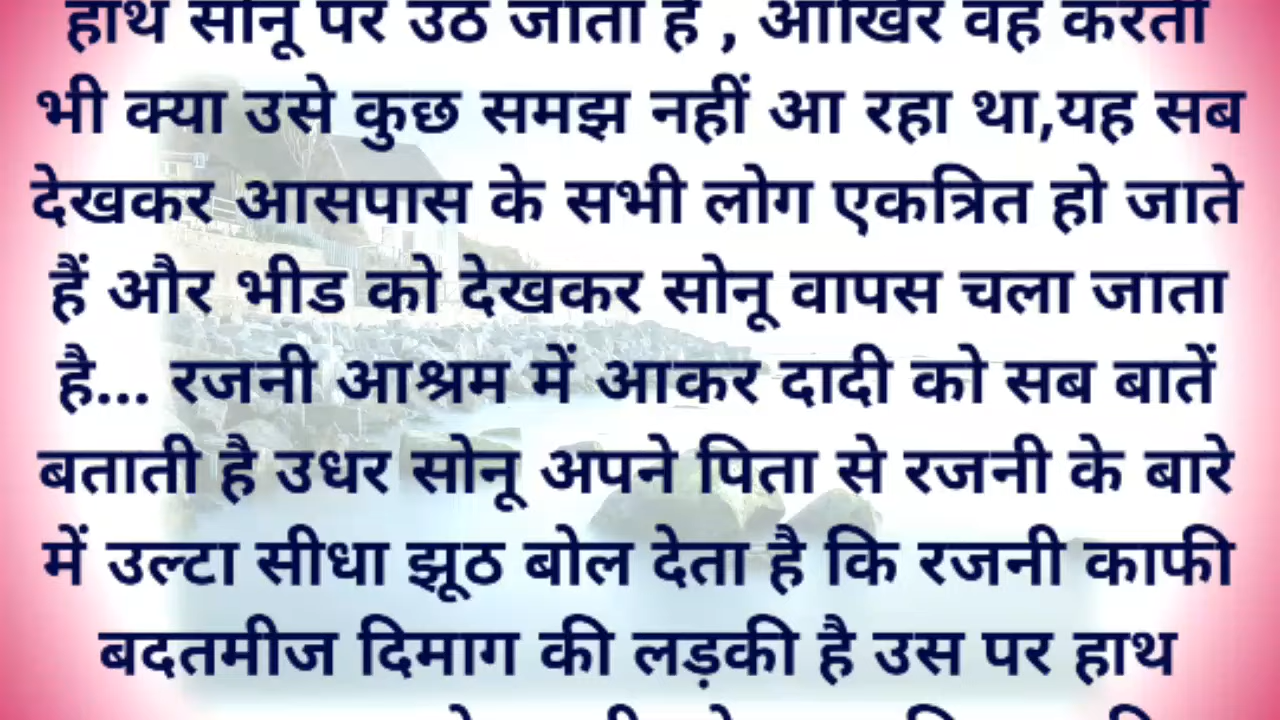 हाथ सोनू पर उठ जाता है , आखिर वह करती
भी क्या उसे कुछ समझ नहीं आ रहा था,यह सब
देखकर आसपास के सभी लोग एकत्रित हो जाते
हैं और भीड को देखकर सोनू वापस चला जाता
है... रजनी आश्रम में आकर दादी को सब बातें
बताती है उधर सोनू अपने पिता से रजनी के बारे
में उल्टा सीधा झूठ बोल देता है कि रजनी काफी
बदतमीज दिमाग की लड़की है उस पर हाथ